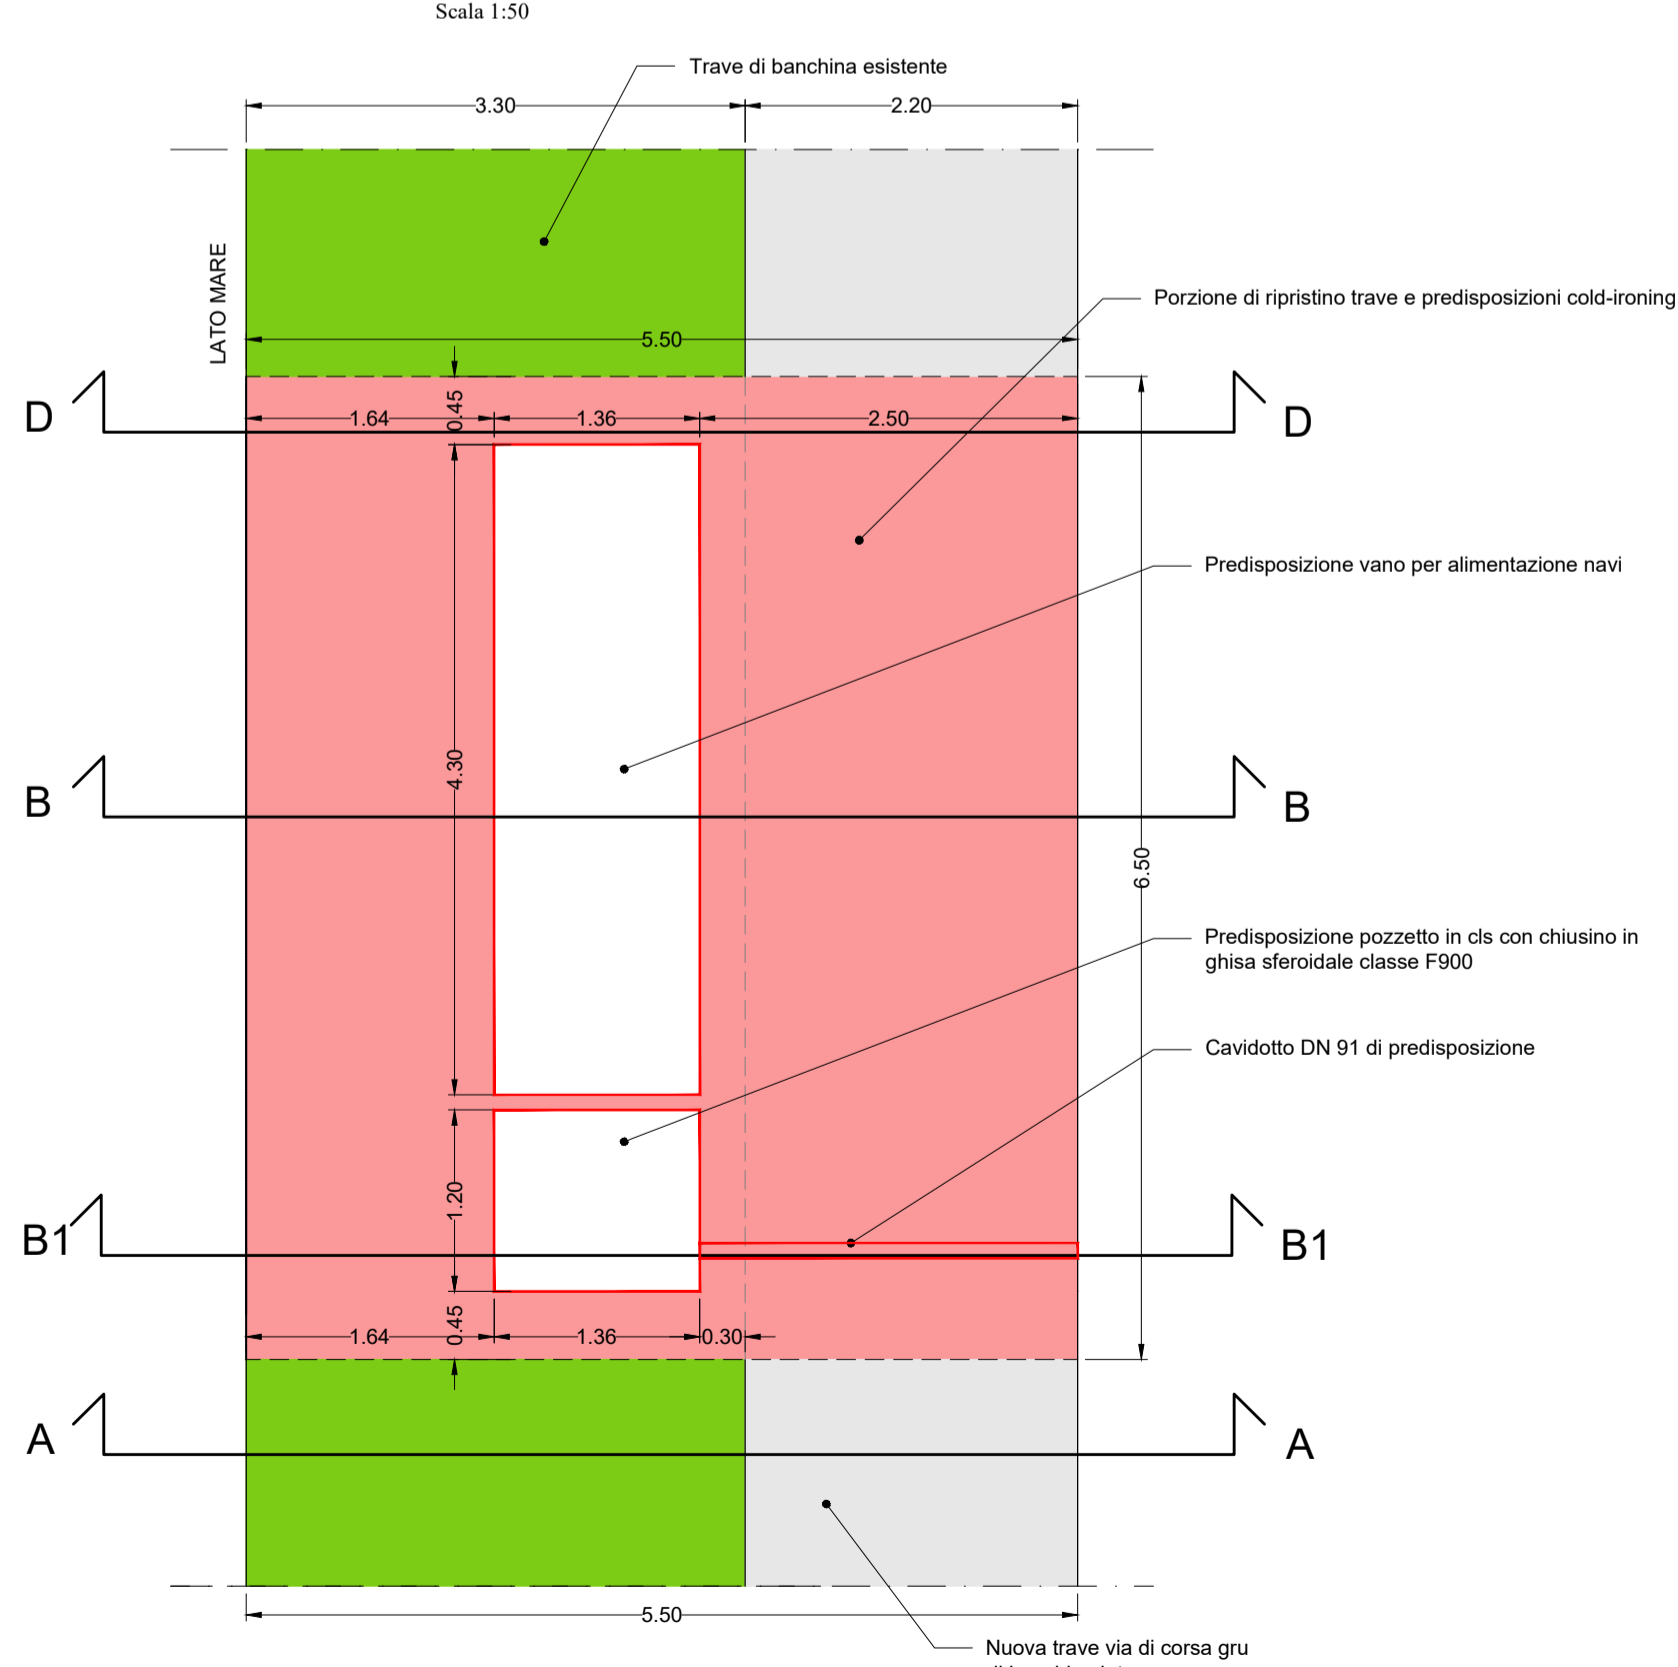 Scala 1:50
Trave di banchina esistente
3.30
2.20
LATO MARE
Porzione di ripristino trave e predisposizioni cold-ironing
5.50
0.45
D
1.64
1.36
2.50
D
Predisposizione vano per alimentazione navi
4.30
B
B
6.50
Predisposizione pozzetto in cls con chiusino in
ghisa sferoidale classe F900
Cavidotto DN 91 di predisposizione
1.20
B1
B1
0.45
1.64
1.36
0.30
A
A
5.50
Nuova trave via di corsa gru